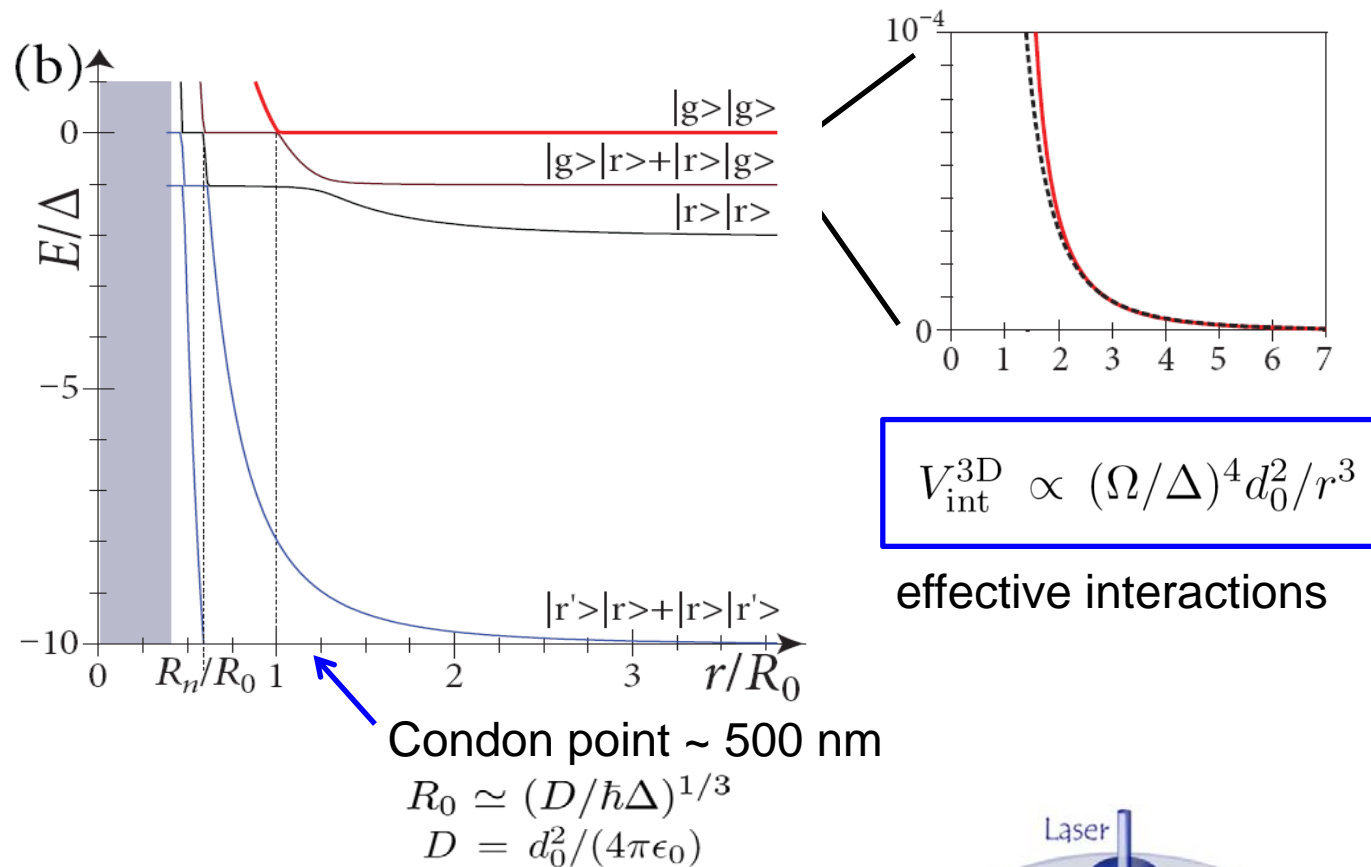 (b)
E/Δ
0
−5
−10
|g>|g>
|g>|r>+|r>|g>
|r>|r>
|r'>|r>+|r>|r'>
0 R_n/R_0 1 2 3 r/R_0
10^{-4}
0
0 1 2 3 4 5 6 7
V_{int}^{3D} ∝ (Ω/Δ)^4 d_0^2/r^3
effective interactions
Condon point ~ 500 nm
R_0 ≃ (D/ħΔ)^{1/3}
D = d_0^2/(4πϵ_0)
Laser